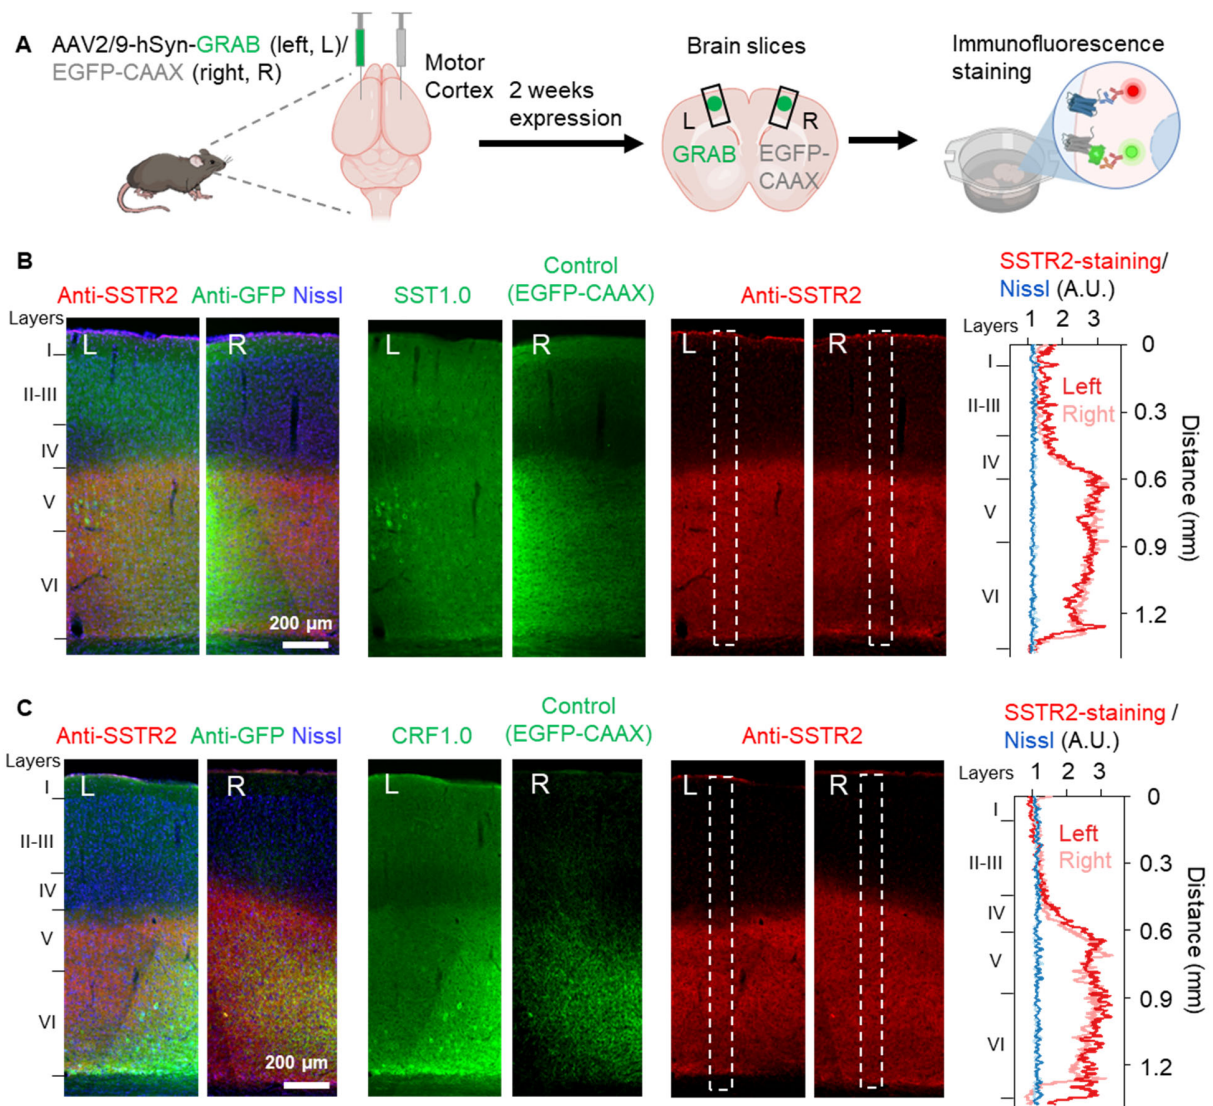 A
AAV2/9-hSyn-GRAB (left, L)/
EGFP-CAAX (right, R)
Motor
Cortex
2 weeks
expression
Brain slices
L
R
GRAB
EGFP-
CAAX
Immunofluorescence
staining
B
Anti-SSTR2 Anti-GFP Nissl
SST1.0
Control
(EGFP-CAAX)
Anti-SSTR2
SSTR2-staining/
Nissl (A.U.)
Layers
L
R
L
R
L
R
I
II-III
IV
V
VI
200 µm
Layers
1 2 3
I
II-III
IV
V
VI
Left
Right
0
0.3
0.6
0.9
1.2
Distance (mm)
C
Anti-SSTR2 Anti-GFP Nissl
CRF1.0
Control
(EGFP-CAAX)
Anti-SSTR2
SSTR2-staining /
Nissl (A.U.)
Layers
L
R
L
R
L
R
I
II-III
IV
V
VI
200 µm
Layers
1 2 3
I
II-III
IV
V
VI
Left
Right
0
0.3
0.6
0.9
1.2
Distance (mm)